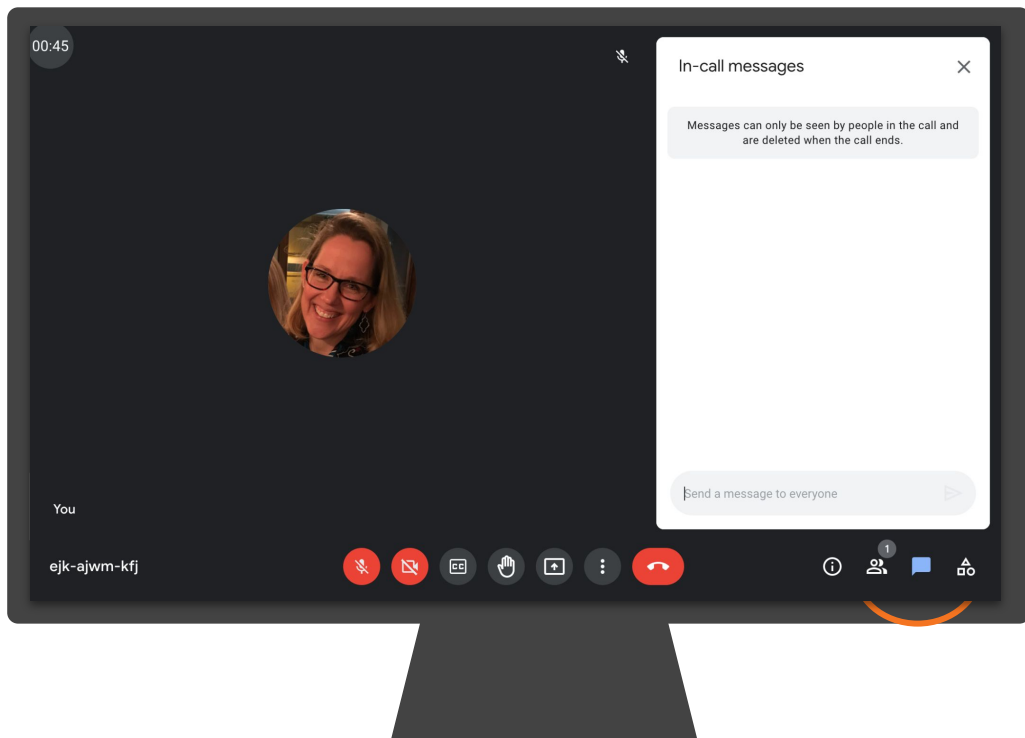 00:45
In-call messages
Messages can only be seen by people in the call and
are deleted when the call ends.
Send a message to everyone
You
ejk-ajwm-kfj
CC
1